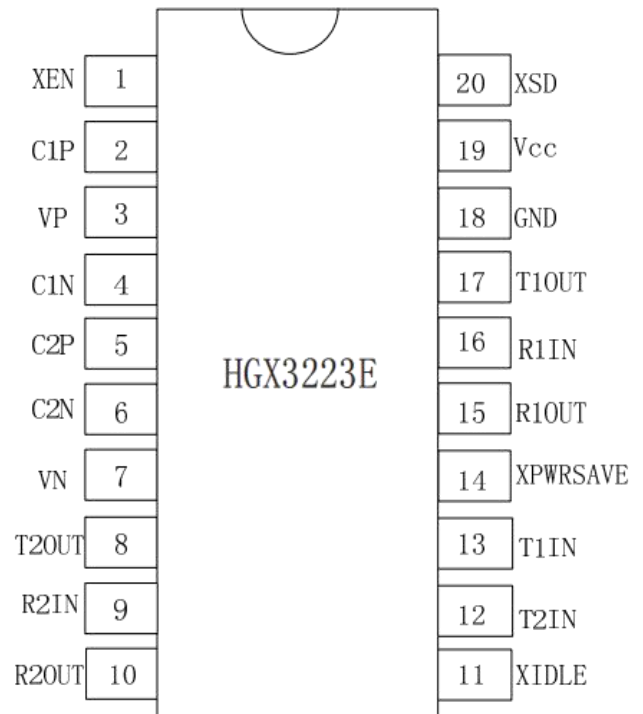 XEN 1 20 XSD
C1P 2 19 Vcc
VP 3 18 GND
C1N 4 17 T1OUT
C2P 5 16 R1IN
HGX3223E
C2N 6 15 R1OUT
VN 7 14 XPWRSAVE
T2OUT 8 13 T1IN
R2IN 9 12 T2IN
R2OUT 10 11 XIDLE